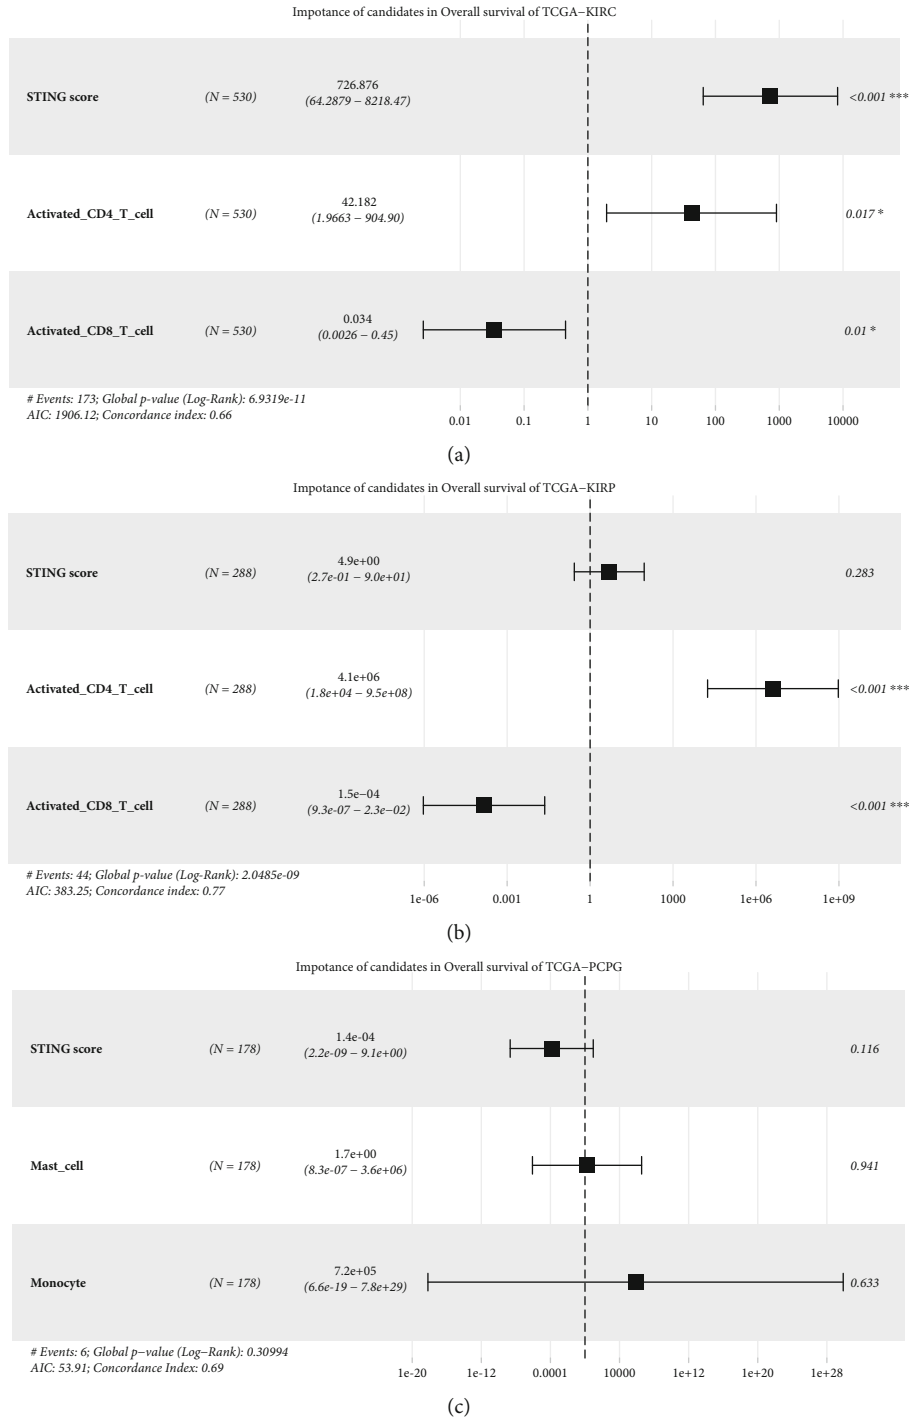 Impotance of candidates in Overall survival of TCGA−KIRC
STING score (N = 530) 726.876 <0.001 ***
(64.2879 − 8218.47)
Activated_CD4_T_cell (N = 530) 42.182 0.017 *
(1.9663 − 904.90)
Activated_CD8_T_cell (N = 530) 0.034 0.01 *
(0.0026 − 0.45)
# Events: 173; Global p-value (Log-Rank): 6.9319e-11
AIC: 1906.12; Concordance index: 0.66
0.01 0.1 1 10 100 1000 10000
(a)
Impotance of candidates in Overall survival of TCGA−KIRP
STING score (N = 288) 4.9e+00 0.283
(2.7e-01 − 9.0e+01)
Activated_CD4_T_cell (N = 288) 4.1e+06 <0.001 ***
(1.8e+04 − 9.5e+08)
Activated_CD8_T_cell (N = 288) 1.5e−04 <0.001 ***
(9.3e-07 − 2.3e−02)
# Events: 44; Global p-value (Log-Rank): 2.0485e-09
AIC: 383.25; Concordance index: 0.77
1e-06 0.001 1 1000 1e+06 1e+09
(b)
Impotance of candidates in Overall survival of TCGA−PCPG
STING score (N = 178) 1.4e-04 0.116
(2.2e-09 − 9.1e+00)
Mast_cell (N = 178) 1.7e+00 0.941
(8.3e-07 − 3.6e+06)
Monocyte (N = 178) 7.2e+05 0.633
(6.6e-19 − 7.8e+29)
# Events: 6; Global p−value (Log−Rank): 0.30994
AIC: 53.91; Concordance Index: 0.69
1e-20 1e-12 0.0001 10000 1e+12 1e+20 1e+28
(c)